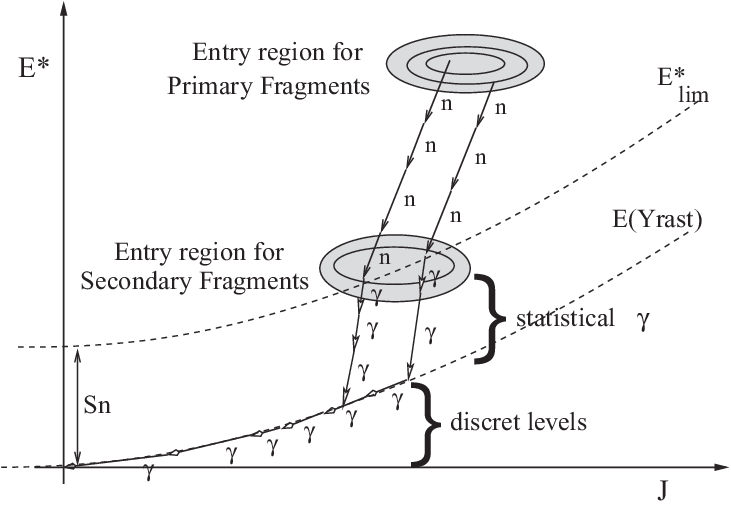 Entry region for
Primary Fragments
E*
E*lim
n
n
n
n
n
n
n
E(Yrast)
Entry region for
Secondary Fragments
γ
γ
γ
γ
γ
statistical γ
Sn
γ
γ
γ
γ
γ
γ
discret levels
J